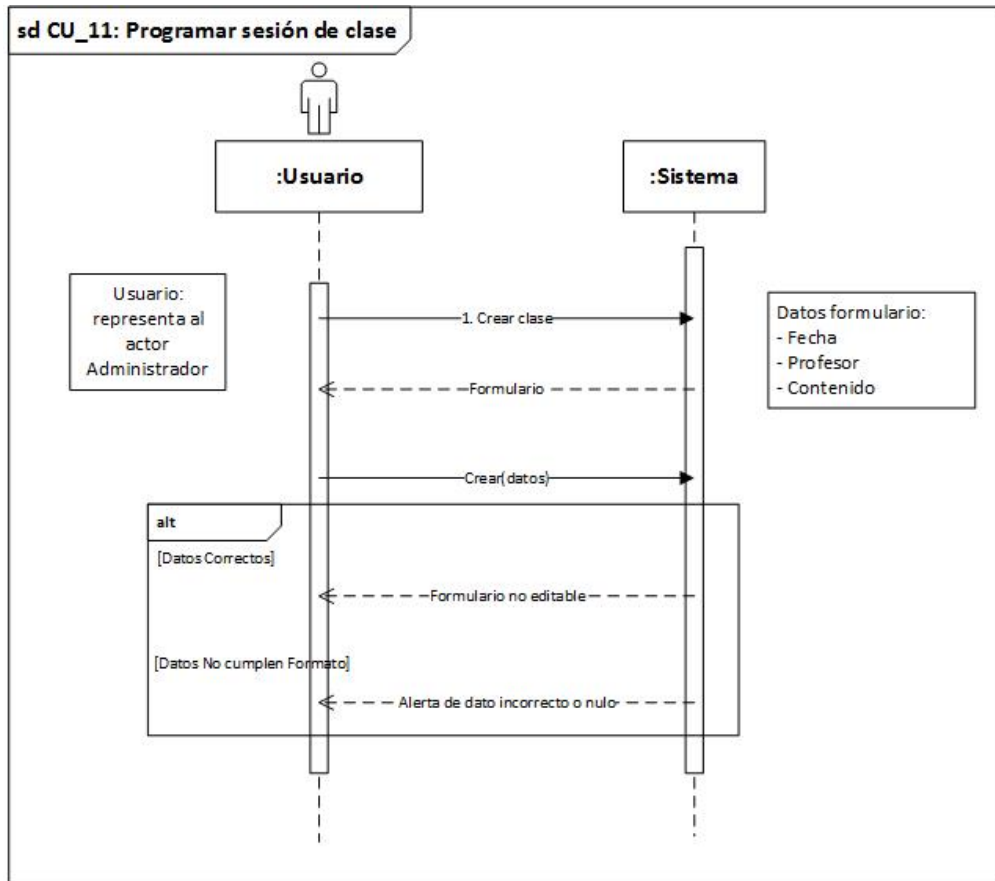 sd CU_11: Programar sesión de clase
:Usuario
:Sistema
Usuario:
representa al
actor
Administrador
1. Crear clase
Datos formulario:
- Fecha
- Profesor
- Contenido
Formulario
Crear(datos)
alt
[Datos Correctos]
Formulario no editable
[Datos No cumplen Formato]
Alerta de dato incorrecto o nulo